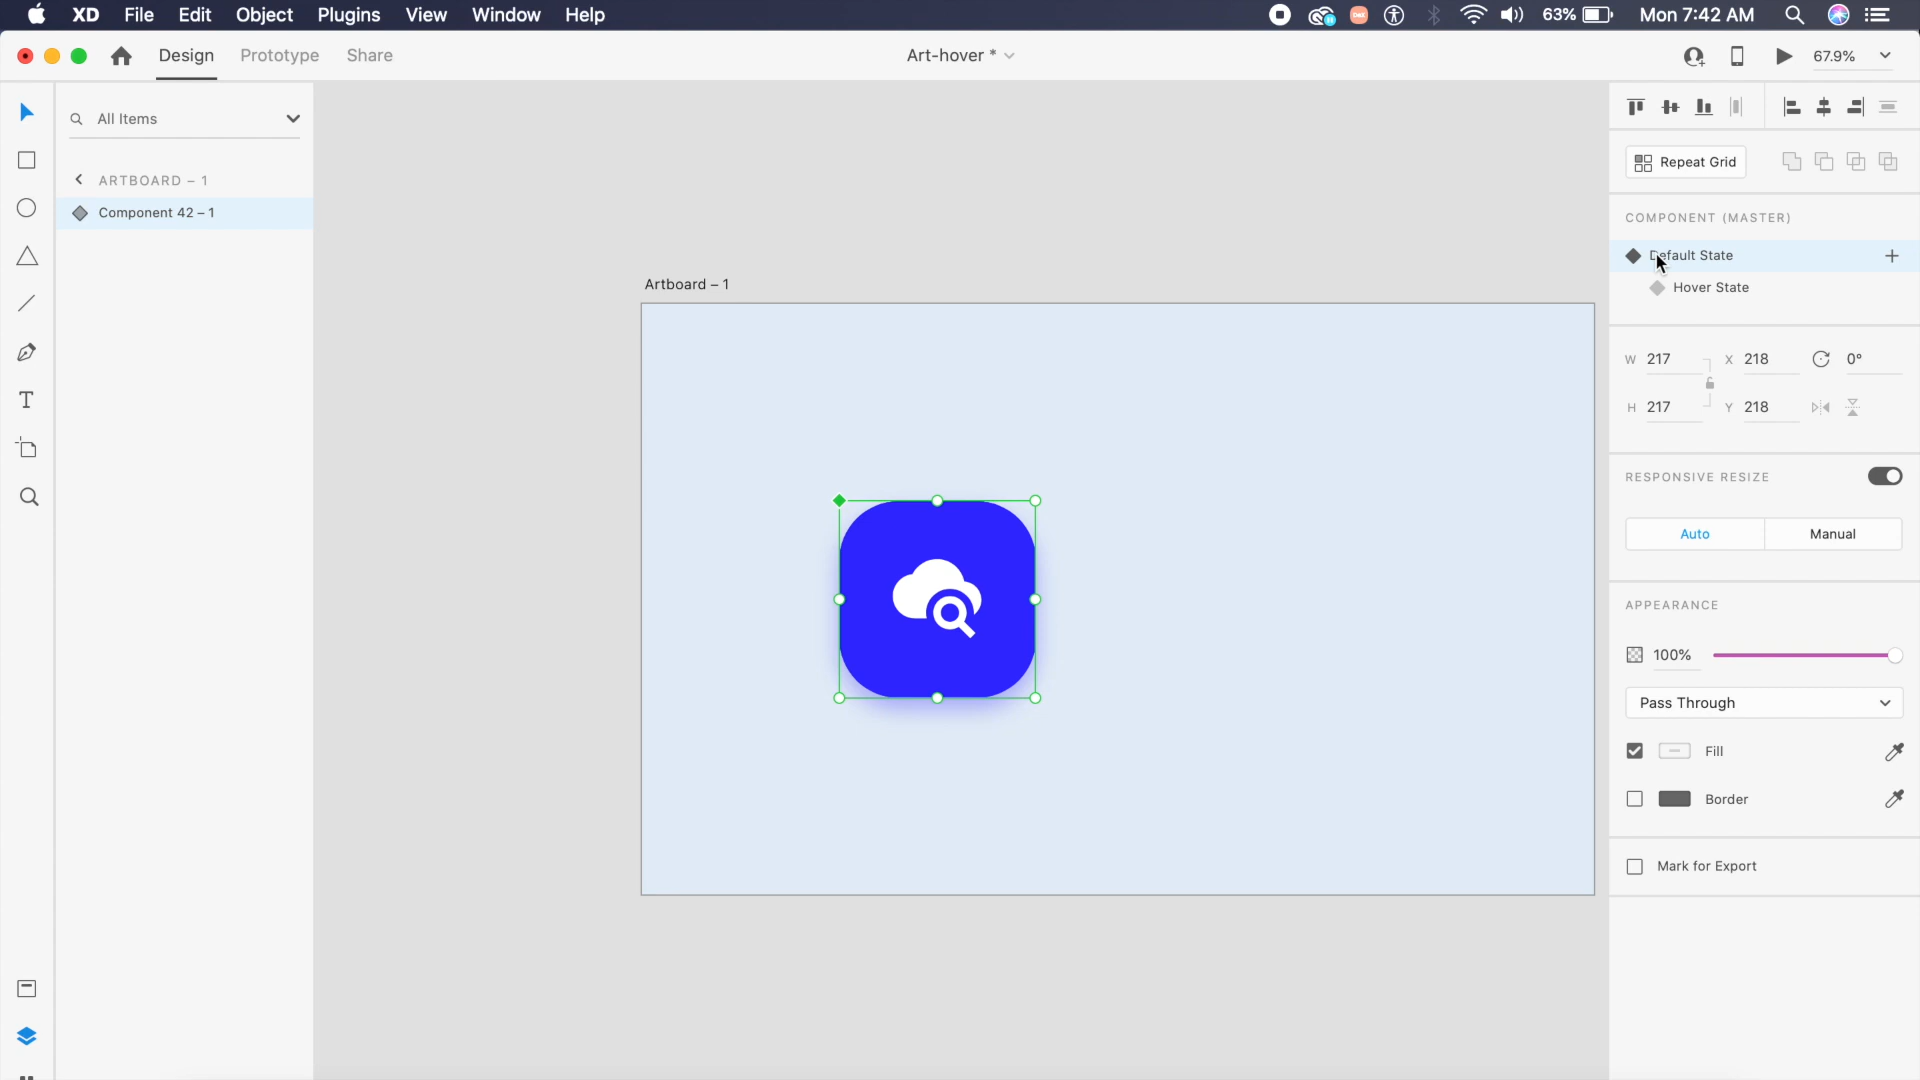 XD File Edit Object Plugins View Window Help 63% Mon 7:42 AM
Design Prototype Share Art-hover * 67.9%
All Items
ARTBOARD – 1
Component 42 – 1
Artboard – 1
Repeat Grid
COMPONENT (MASTER)
Default State
Hover State
W 217 X 218 0°
H 217 Y 218
RESPONSIVE RESIZE
Auto Manual
APPEARANCE
100%
Pass Through
Fill
Border
Mark for Export